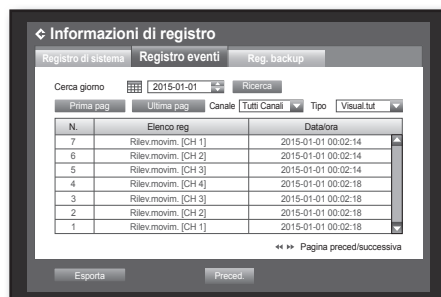 Informazioni di registro
Registro di sistema Registro eventi Reg. backup
Cerca giorno 2015-01-01 Ricerca
Prima pag Ultima pag Canale Tutti Canali Tipo Visual.tut
N. Elenco reg Data/ora
7 Rilev.movim. [CH 1] 2015-01-01 00:02:14
6 Rilev.movim. [CH 2] 2015-01-01 00:02:14
5 Rilev.movim. [CH 3] 2015-01-01 00:02:14
4 Rilev.movim. [CH 4] 2015-01-01 00:02:18
3 Rilev.movim. [CH 3] 2015-01-01 00:02:18
2 Rilev.movim. [CH 2] 2015-01-01 00:02:18
1 Rilev.movim. [CH 1] 2015-01-01 00:02:18
Pagina preced/successiva
Esporta Preced.